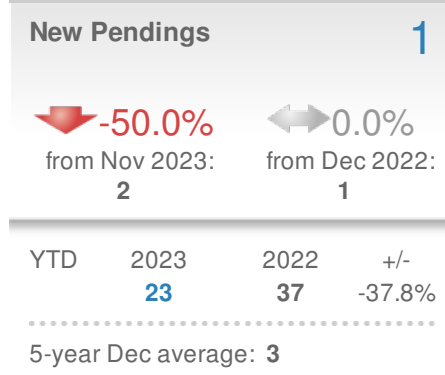 New Pendings 1
-50.0% 0.0%
from Nov 2023: from Dec 2022:
2 1
YTD 2023 2022 +/-
23 37 -37.8%
5-year Dec average: 3